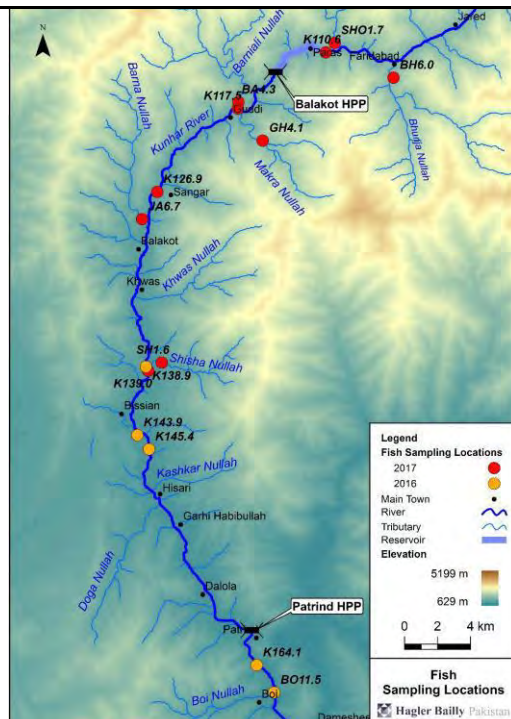 N
Jared
SHO1.7
K110.6
Paras
Faridabad
BH6.0
Barniali Nullah
Balakot HPP
Barna Nullah
BA4.3
K117.5
Kunhar River
GH4.1
Bhunja Nullah
Makra Nullah
K126.9
Sangar
JA6.7
Balakot
Khwas Nullah
Khwas
SH1.6
Shisha Nullah
K138.9
K139.0
Bissian
K143.9
K145.4
Kashkar Nullah
Hisari
Garhi Habibullah
Doga Nullah
Dalola
Patrind HPP
K164.1
BO11.5
Boi Nullah
Boi
Legend
Fish Sampling Locations
2017
2016
Main Town
River
Tributary
Reservoir
Elevation
5199 m
629 m
0 2 4 km
Fish
Sampling Locations
Hagler Bailly Pakistan